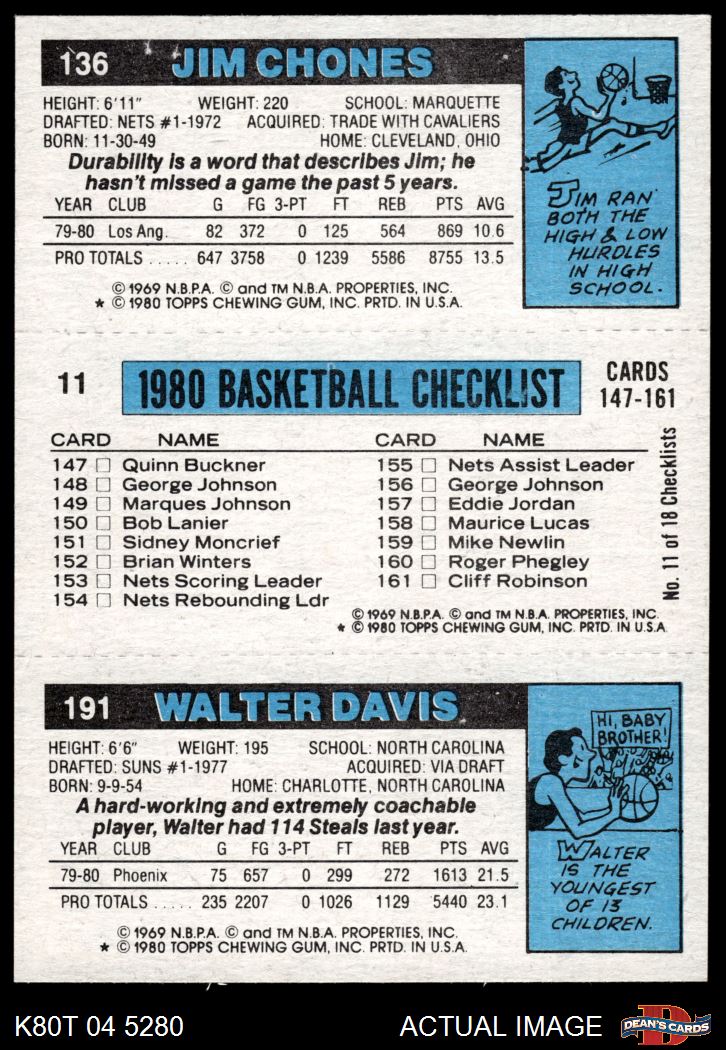 136 JIM CHONES
HEIGHT: 6'11" WEIGHT: 220 SCHOOL: MARQUETTE
DRAFTED: NETS #1-1972 ACQUIRED: TRADE WITH CAVALIERS
BORN: 11-30-49 HOME: CLEVELAND, OHIO
Durability is a word that describes Jim; he
hasn't missed a game the past 5 years.
YEAR CLUB G FG 3-PT FT REB PTS AVG
79-80 Los Ang. 82 372 0 125 564 869 10.6
PRO TOTALS ..... 647 3758 0 1239 5586 8755 13.5
© 1969 N.B.P.A. © and TM N.B.A. PROPERTIES, INC.
* © 1980 TOPPS CHEWING GUM, INC. PRTD. IN U.S.A.
JIM RAN
BOTH THE
HIGH & LOW
HURDLES
IN HIGH
SCHOOL.
11 1980 BASKETBALL CHECKLIST CARDS
147-161
CARD NAME CARD NAME
147 □ Quinn Buckner 155 □ Nets Assist Leader
148 □ George Johnson 156 □ George Johnson
149 □ Marques Johnson 157 □ Eddie Jordan
150 □ Bob Lanier 158 □ Maurice Lucas
151 □ Sidney Moncrief 159 □ Mike Newlin
152 □ Brian Winters 160 □ Roger Phegley
153 □ Nets Scoring Leader 161 □ Cliff Robinson
154 □ Nets Rebounding Ldr
No. 11 of 18 Checklists
© 1969 N.B.P.A. © and TM N.B.A. PROPERTIES, INC.
* © 1980 TOPPS CHEWING GUM, INC. PRTD. IN U.S.A.
191 WALTER DAVIS
HEIGHT: 6'6" WEIGHT: 195 SCHOOL: NORTH CAROLINA
DRAFTED: SUNS #1-1977 ACQUIRED: VIA DRAFT
BORN: 9-9-54 HOME: CHARLOTTE, NORTH CAROLINA
A hard-working and extremely coachable
player, Walter had 114 Steals last year.
YEAR CLUB G FG 3-PT FT REB PTS AVG
79-80 Phoenix 75 657 0 299 272 1613 21.5
PRO TOTALS ..... 235 2207 0 1026 1129 5440 23.1
© 1969 N.B.P.A. © and TM N.B.A. PROPERTIES, INC.
* © 1980 TOPPS CHEWING GUM, INC. PRTD. IN U.S.A.
HI, BABY
BROTHER!
WALTER
IS THE
YOUNGEST
OF 13
CHILDREN.
K80T 04 5280 ACTUAL IMAGE
D
DEAN'S CARDS